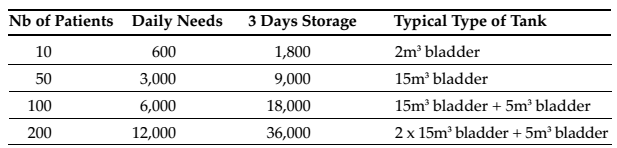 Nb of Patients Daily Needs 3 Days Storage Typical Type of Tank
10 600 1,800 2m³ bladder
50 3,000 9,000 15m³ bladder
100 6,000 18,000 15m³ bladder + 5m³ bladder
200 12,000 36,000 2 x 15m³ bladder + 5m³ bladder